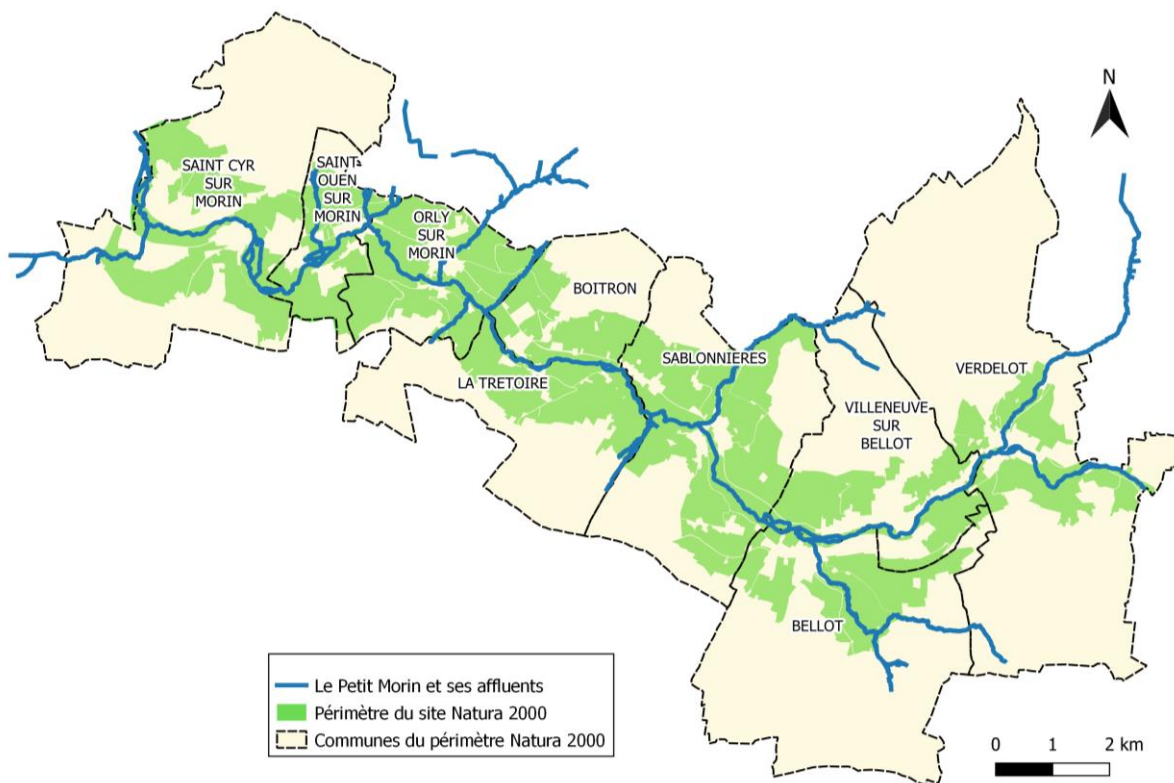 N
SAINT CYR
SUR
MORIN
SAINT
OUEN
SUR
MORIN
ORLY
SUR
MORIN
BOITRON
SABLONNIERES
LA TRETOIRE
VERDELOT
VILLENEUVE
SUR
BELLOT
BELLOT
Le Petit Morin et ses affluents
Périmètre du site Natura 2000
Communes du périmètre Natura 2000
0 1 2 km